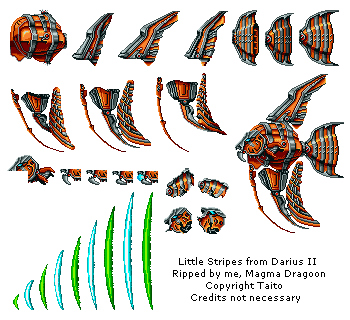 Little Stripes from Darius II
Ripped by me, Magma Dragoon
Copyright Taito
Credits not necessary